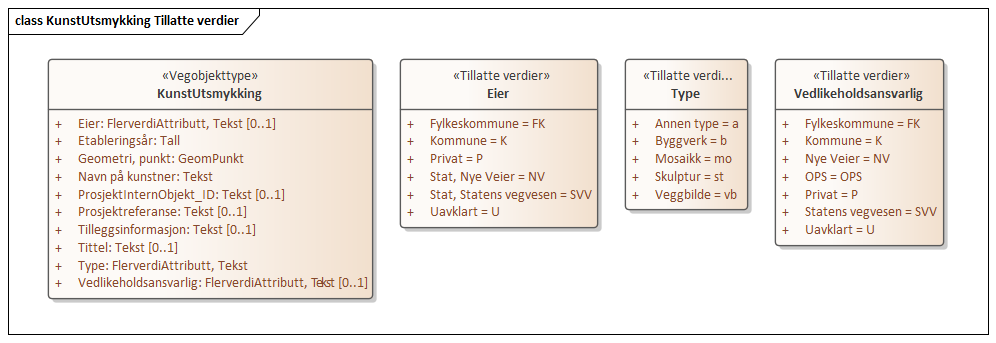 class KunstUtsmykking Tillatte verdier
«Vegobjekttype»
KunstUtsmykking
+ Eier: FlerverdiAttributt, Tekst [0..1]
+ Etableringsår: Tall
+ Geometri, punkt: GeomPunkt
+ Navn på kunstner: Tekst
+ ProsjektInternObjekt_ID: Tekst [0..1]
+ Prosjektreferanse: Tekst [0..1]
+ Tilleggsinformasjon: Tekst [0..1]
+ Tittel: Tekst [0..1]
+ Type: FlerverdiAttributt, Tekst
+ Vedlikeholdsansvarlig: FlerverdiAttributt, Tekst [0..1]
«Tillatte verdier»
Eier
+ Fylkeskommune = FK
+ Kommune = K
+ Privat = P
+ Stat, Nye Veier = NV
+ Stat, Statens vegvesen = SVV
+ Uavklart = U
«Tillatte verdi...
Type
+ Annen type = a
+ Byggverk = b
+ Mosaikk = mo
+ Skulptur = st
+ Veggbilde = vb
«Tillatte verdier»
Vedlikeholdsansvarlig
+ Fylkeskommune = FK
+ Kommune = K
+ Nye Veier = NV
+ OPS = OPS
+ Privat = P
+ Statens vegvesen = SVV
+ Uavklart = U